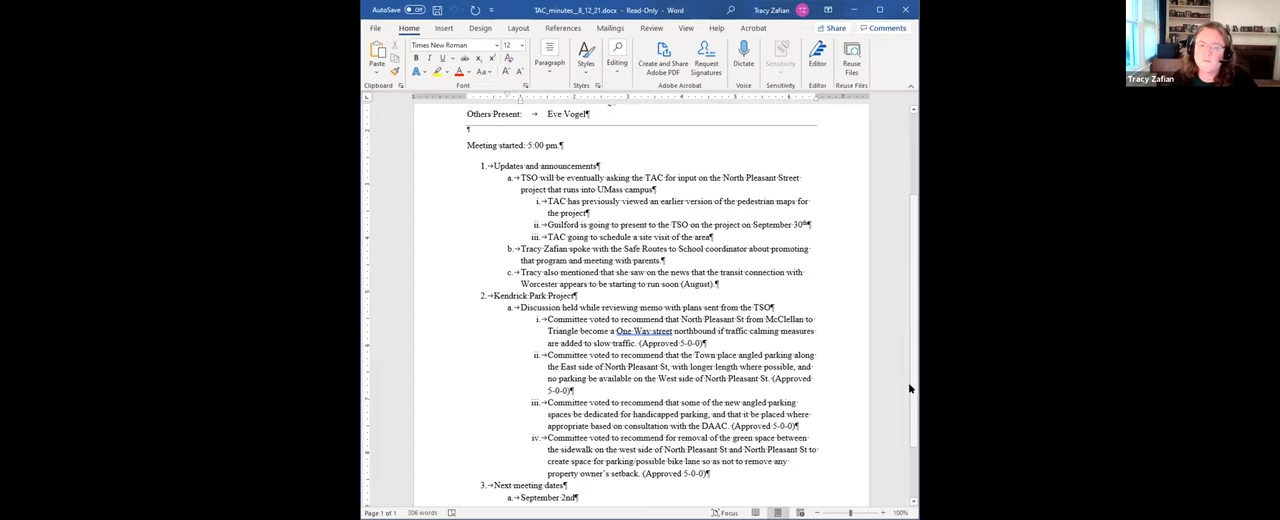 AutoSave Off TAC_minutes__8_12_21.docx - Read-Only - Word Tracy Zafian TZ
File Home Insert Draw Design Layout References Mailings Review View Help Acrobat Share Comments
Times New Roman 12
Paste Paragraph Styles Editing Create and Share Adobe PDF Request Signatures Dictate Sensitivity Editor Reuse Files
Clipboard Font Styles Adobe Acrobat Voice Sensitivity Editor Reuse Files
Others Present: Eve Vogel
Meeting started: 5:00 pm.
1. Updates and announcements
a. TSO will be eventually asking the TAC for input on the North Pleasant Street
project that runs into UMass campus
i. TAC has previously viewed an earlier version of the pedestrian maps for
the project
ii. Guilford is going to present to the TSO on the project on September 30th
iii. TAC going to schedule a site visit of the area
b. Tracy Zafian spoke with the Safe Routes to School coordinator about promoting
that program and meeting with parents.
c. Tracy also mentioned that she saw on the news that the transit connection with
Worcester appears to be starting to run soon (August).
2. Kendrick Park Project
a. Discussion held while reviewing memo with plans sent from the TSO
i. Committee voted to recommend that North Pleasant St from McClellan to
Triangle become a One Way street northbound if traffic calming measures
are added to slow traffic. (Approved 5-0-0)
ii. Committee voted to recommend that the Town place angled parking along
the East side of North Pleasant St, with longer length where possible, and
no parking be available on the West side of North Pleasant St. (Approved
5-0-0)
iii. Committee voted to recommend that some of the new angled parking
spaces be dedicated for handicapped parking, and that it be placed where
appropriate based on consultation with the DAAC. (Approved 5-0-0)
iv. Committee voted to recommend for removal of the green space between
the sidewalk on the west side of North Pleasant St and North Pleasant St to
create space for parking/possible bike lane so as not to remove any
property owner's setback. (Approved 5-0-0)
3. Next meeting dates
a. September 2nd
Page 1 of 1 306 words Focus 100%
Tracy Zafian